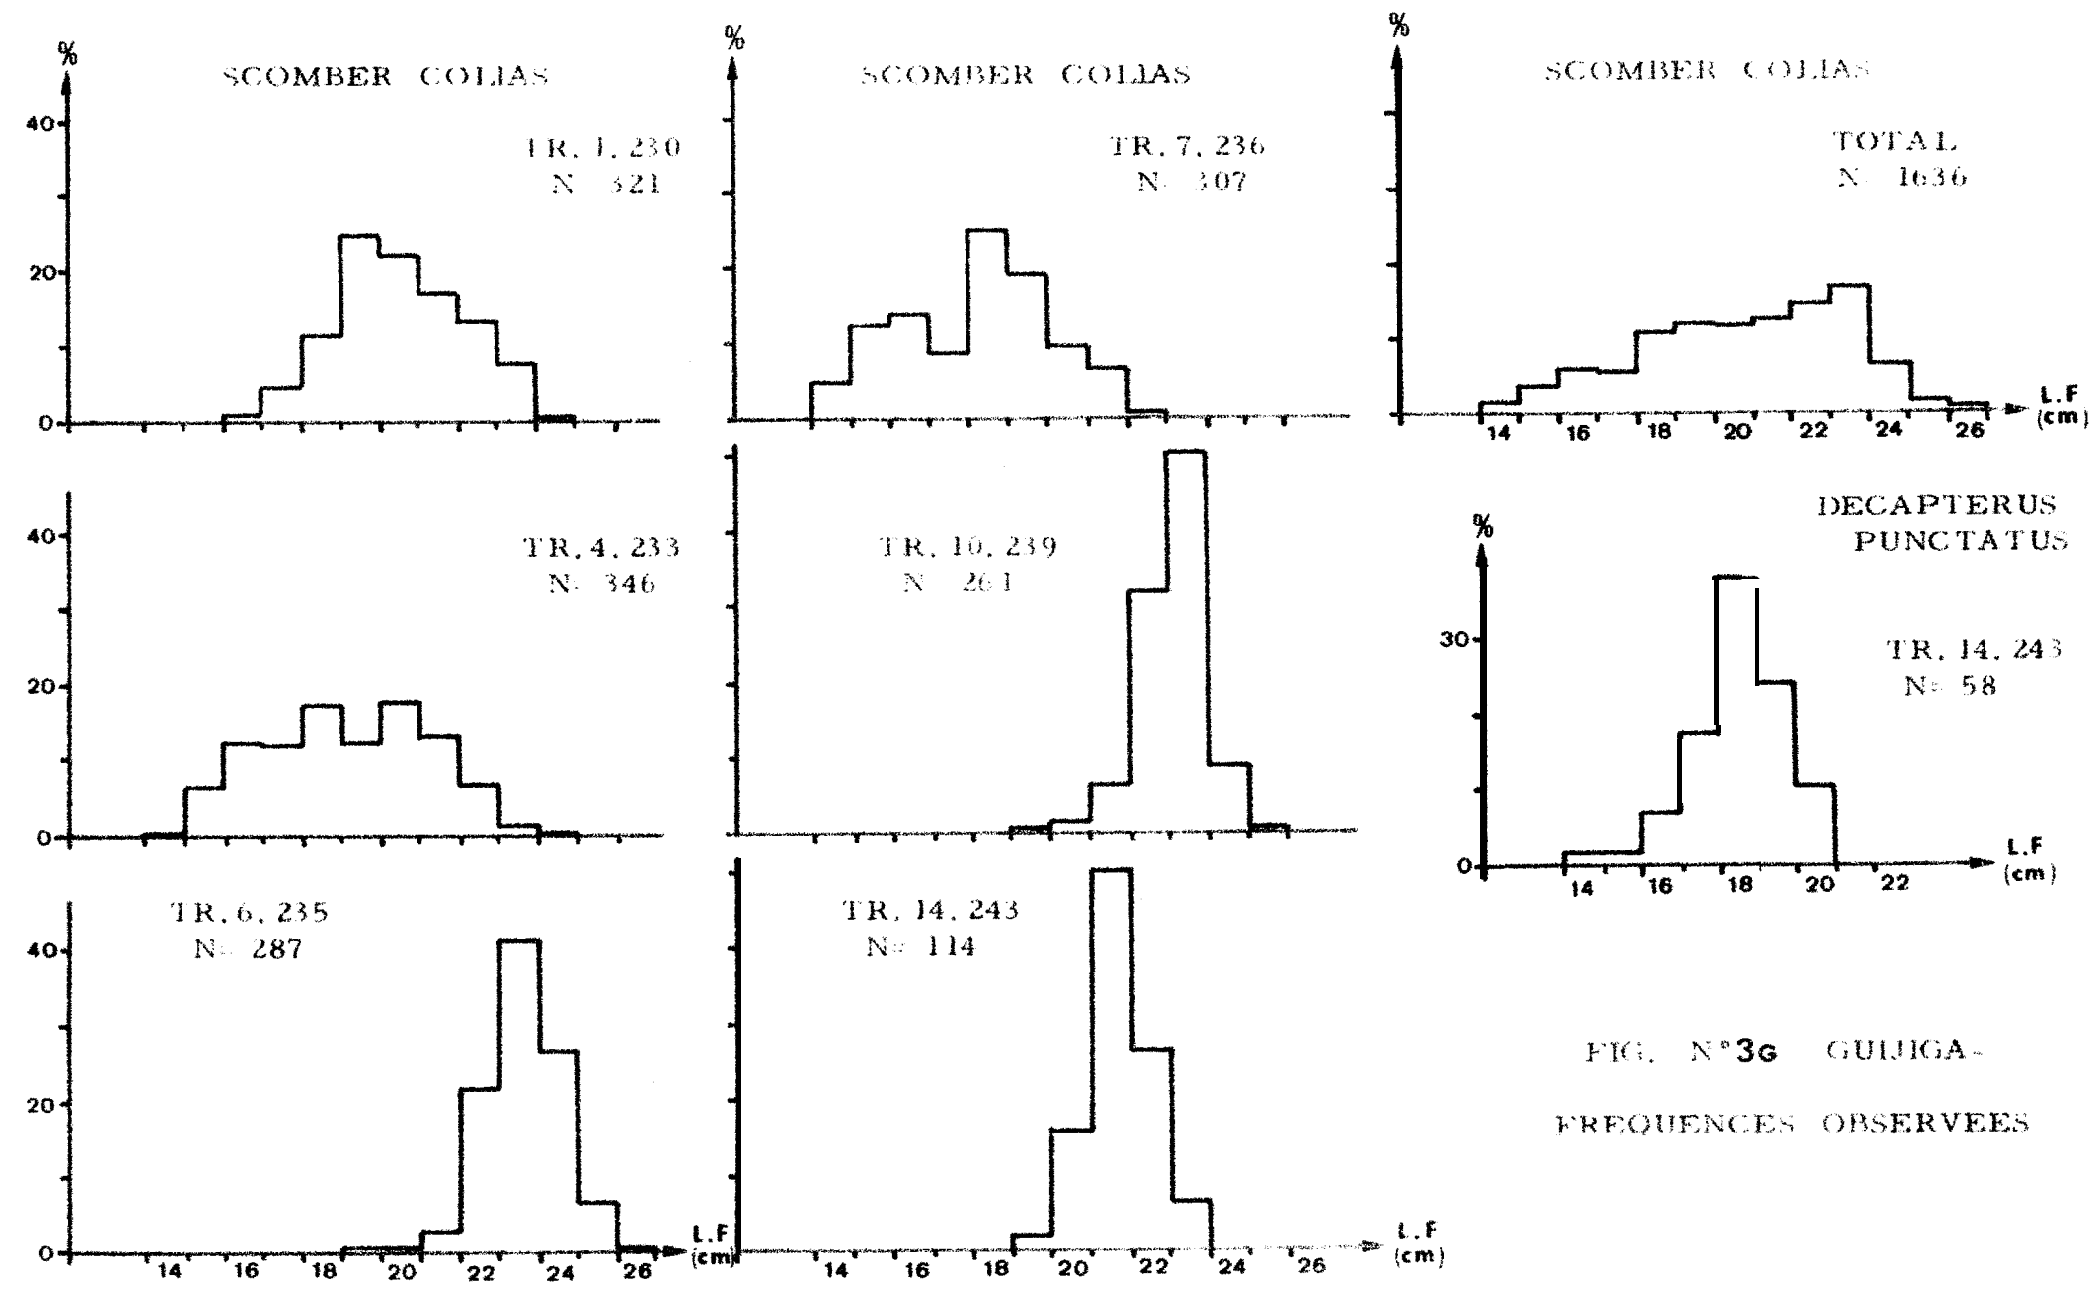 %
SCOMBER COLIAS
TR. 1. 230
N 321
40
20
0
%
SCOMBER COLIAS
TR. 7. 236
N= 307
%
SCOMBER COLIAS
TOTAL
N= 1636
14 16 18 20 22 24 26
L.F
(cm)
40
20
0
TR. 4. 233
N= 346
TR. 10. 239
N 261
DECAPTERUS
PUNCTATUS
%
TR. 14. 243
N= 58
30
0
14 16 18 20 22
L.F
(cm)
TR. 6. 235
N= 287
40
20
0
14 16 18 20 22 24 26
L.F
(cm)
TR. 14. 243
N= 114
14 16 18 20 22 24 26
L.F
(cm)
FIG. N°3G GUIJIGA-
FREQUENCES OBSERVEES